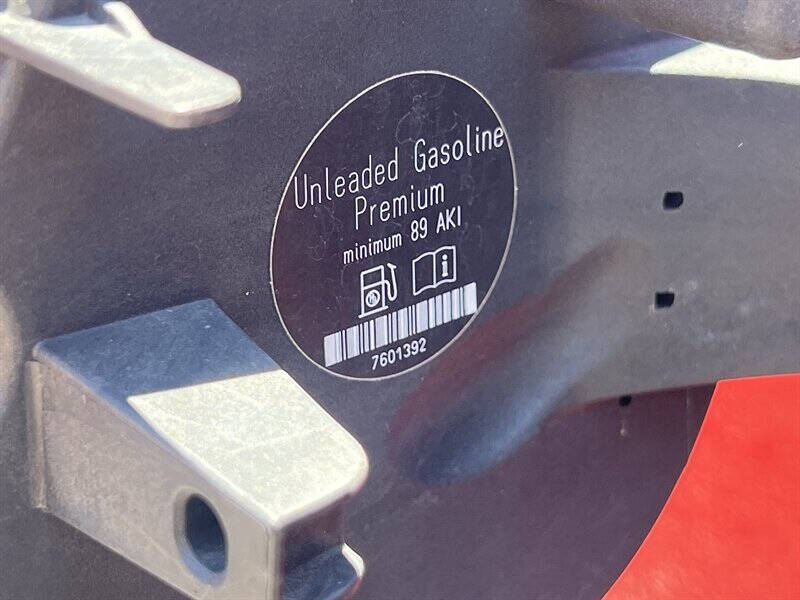 Unleaded Gasoline
Premium
minimum 89 AKI
7601392